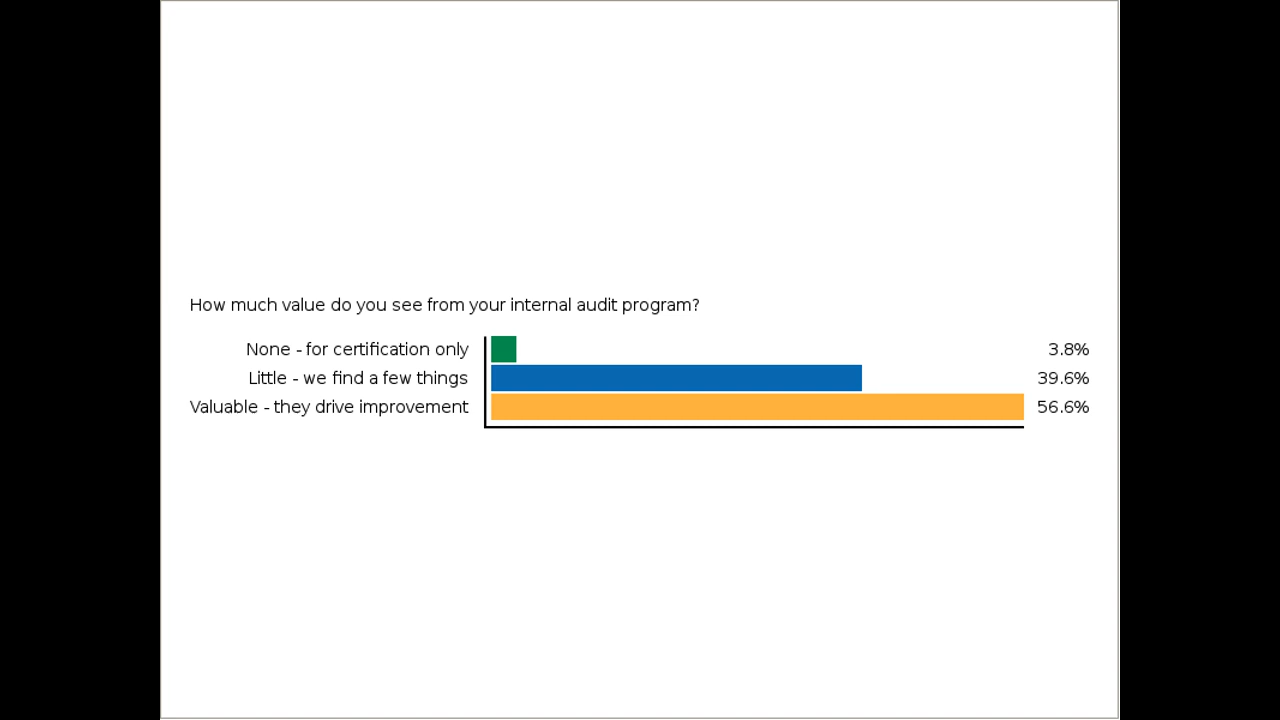 How much value do you see from your internal audit program?
None - for certification only 3.8%
Little - we find a few things 39.6%
Valuable - they drive improvement 56.6%